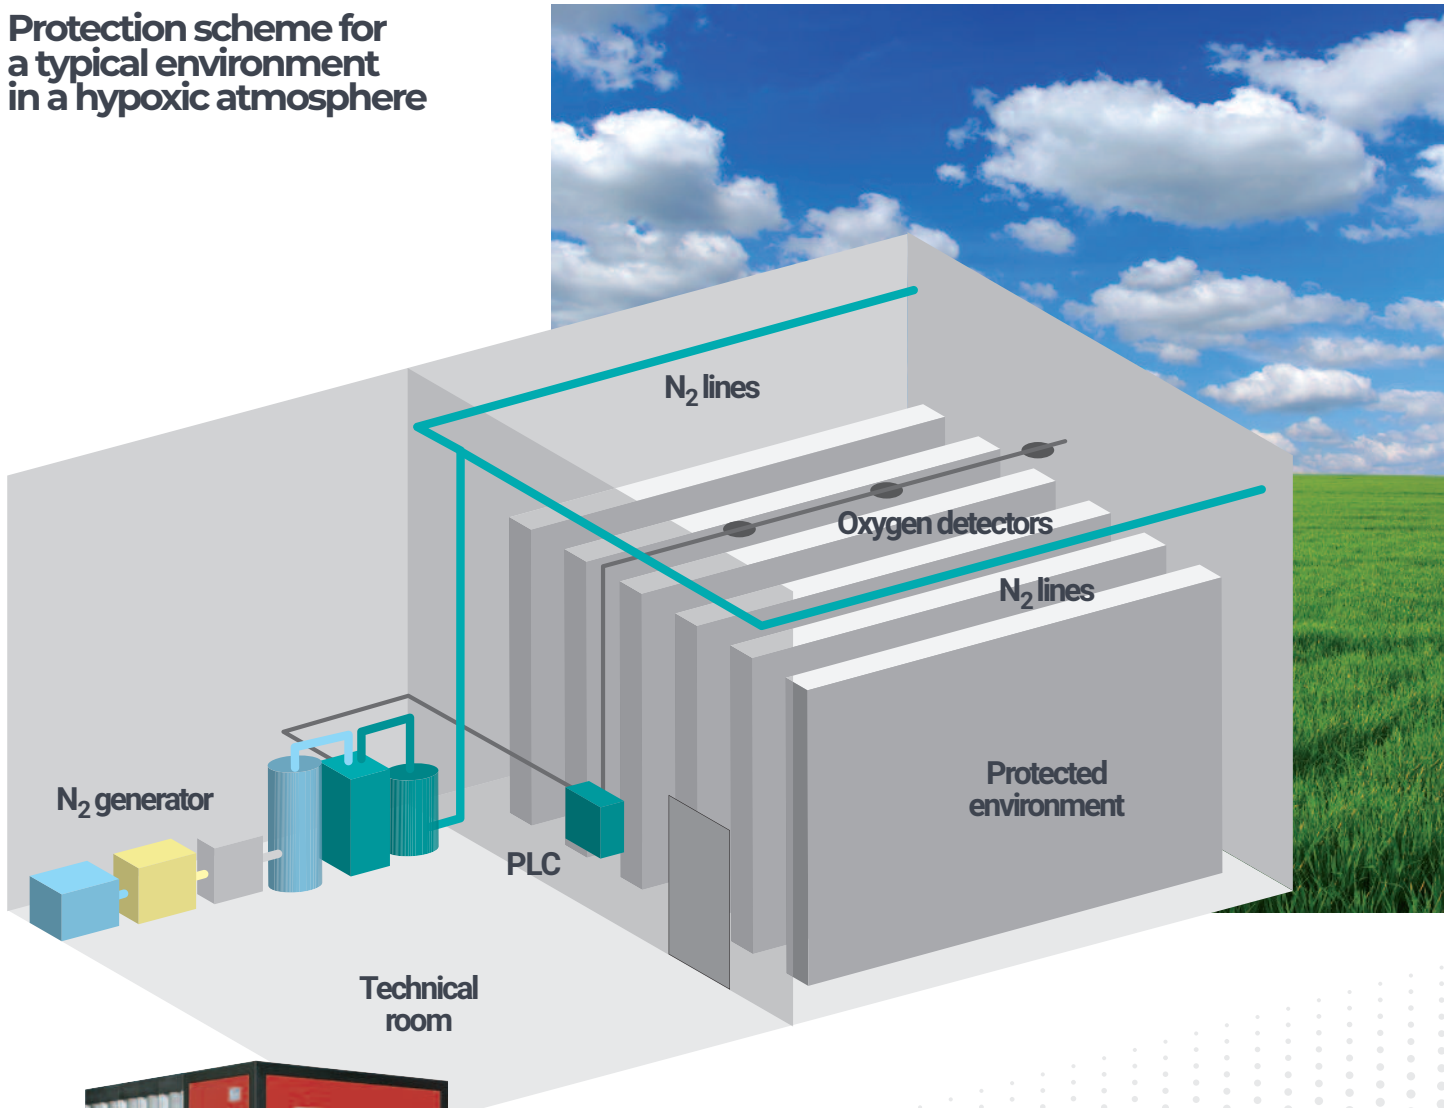 Protection scheme for
a typical environment
in a hypoxic atmosphere
N₂ lines
Oxygen detectors
N₂ lines
Protected
environment
N₂ generator
PLC
Technical
room